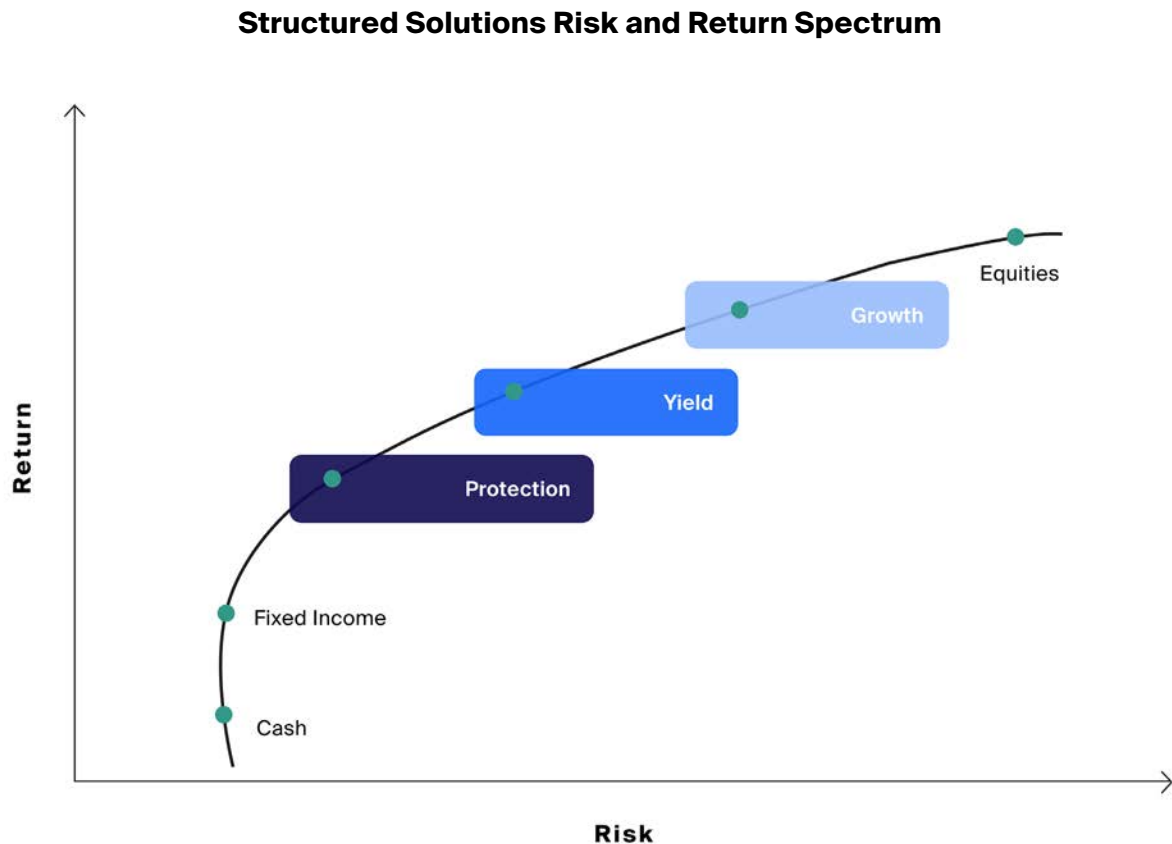 Structured Solutions Risk and Return Spectrum
Equities
Growth
Yield
Protection
Return
Fixed Income
Cash
Risk